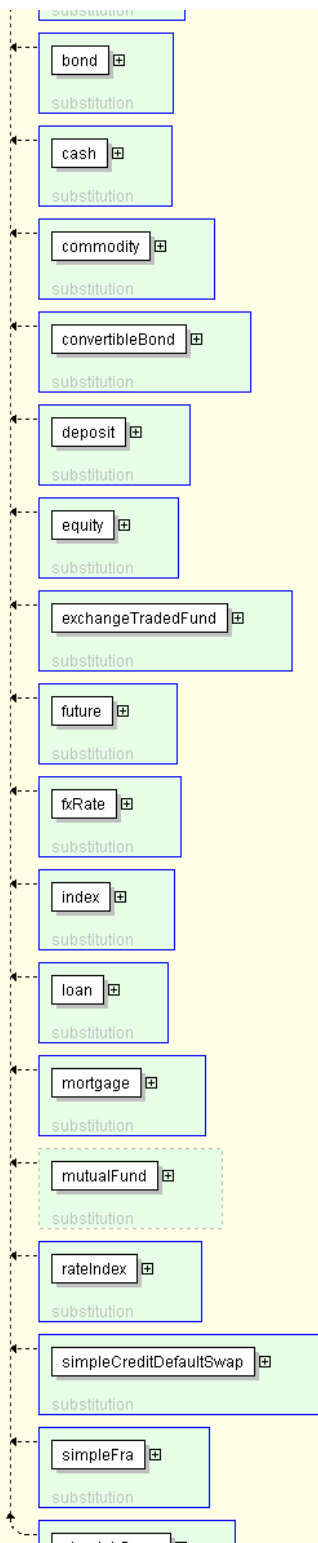 substitution
bond
substitution
cash
substitution
commodity
substitution
convertibleBond
substitution
deposit
substitution
equity
substitution
exchangeTradedFund
substitution
future
substitution
fxRate
substitution
index
substitution
loan
substitution
mortgage
substitution
mutualFund
substitution
rateIndex
substitution
simpleCreditDefaultSwap
substitution
simpleFra
substitution